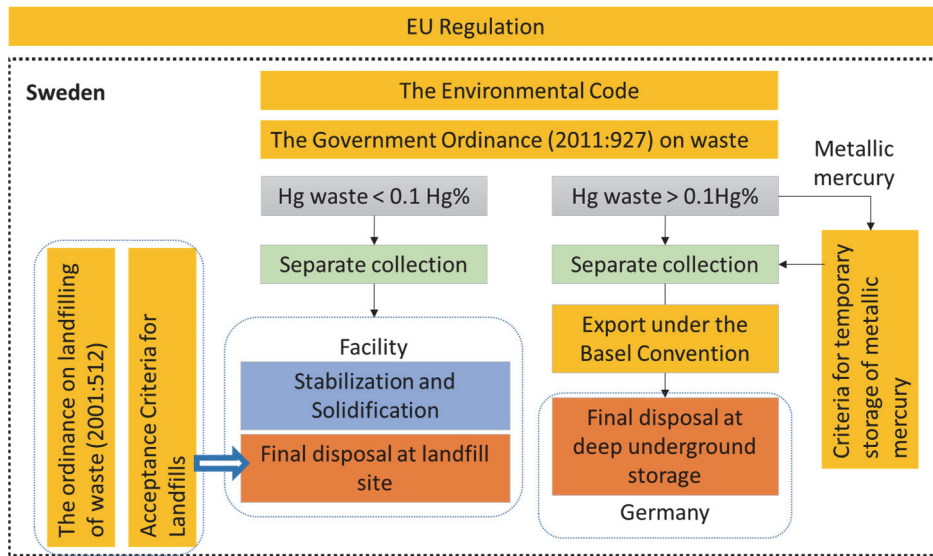 EU Regulation
Sweden
The Environmental Code
The Government Ordinance (2011:927) on waste
Metallic
mercury
Hg waste < 0.1 Hg%
Hg waste > 0.1Hg%
Separate collection
Separate collection
The ordinance on landfilling
of waste (2001:512)
Acceptance Criteria for
Landfills
Criteria for temporary
storage of metallic
mercury
Facility
Stabilization and
Solidification
Final disposal at landfill
site
Export under the
Basel Convention
Final disposal at
deep underground
storage
Germany